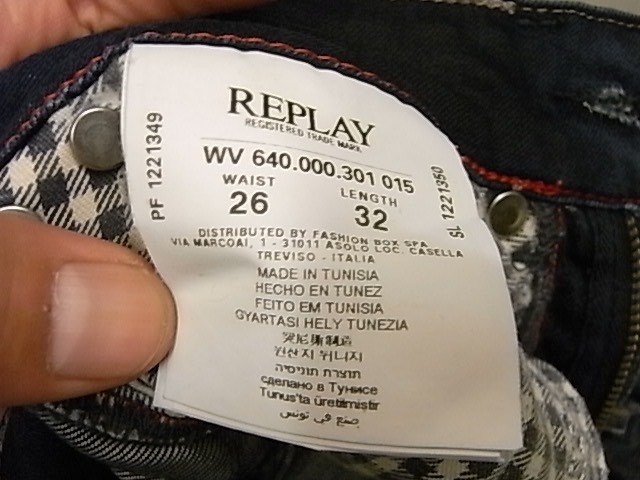 REPLAY
REGISTERED TRADE MARK
PF 1221349
WV 640.000.301 015
SL 1221350
WAIST LENGTH
26 32
DISTRIBUTED BY FASHION BOX SPA
VIA MARCOAI, 1 - 31011 ASOLO LOC. CASELLA
TREVISO - ITALIA
MADE IN TUNISIA
HECHO EN TUNEZ
FEITO EM TUNISIA
GYARTASI HELY TUNEZIA
突尼斯制造
원산지 튀니지
תוצרת תוניסיה
сделано в Тунисе
Tunus'ta üretilmiştir
صنع في تونس